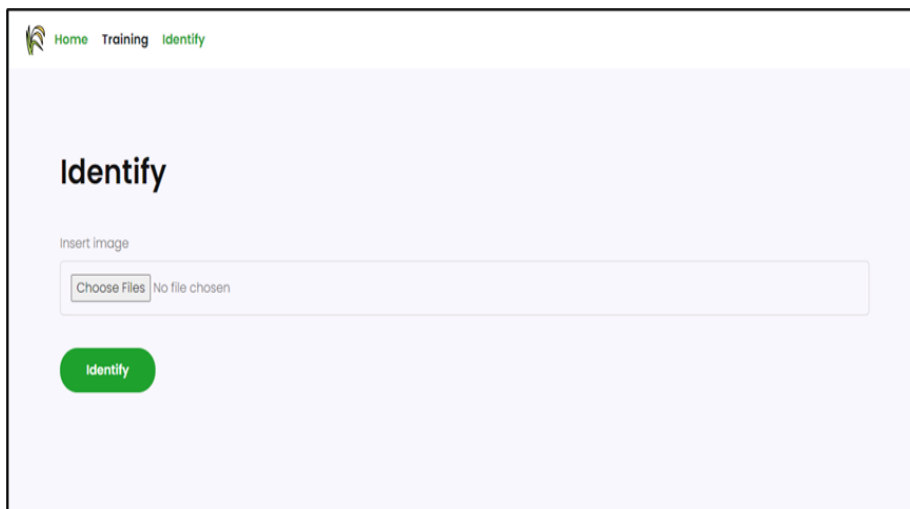 Home Training Identify
Identify
Insert image
Choose Files No file chosen
Identify